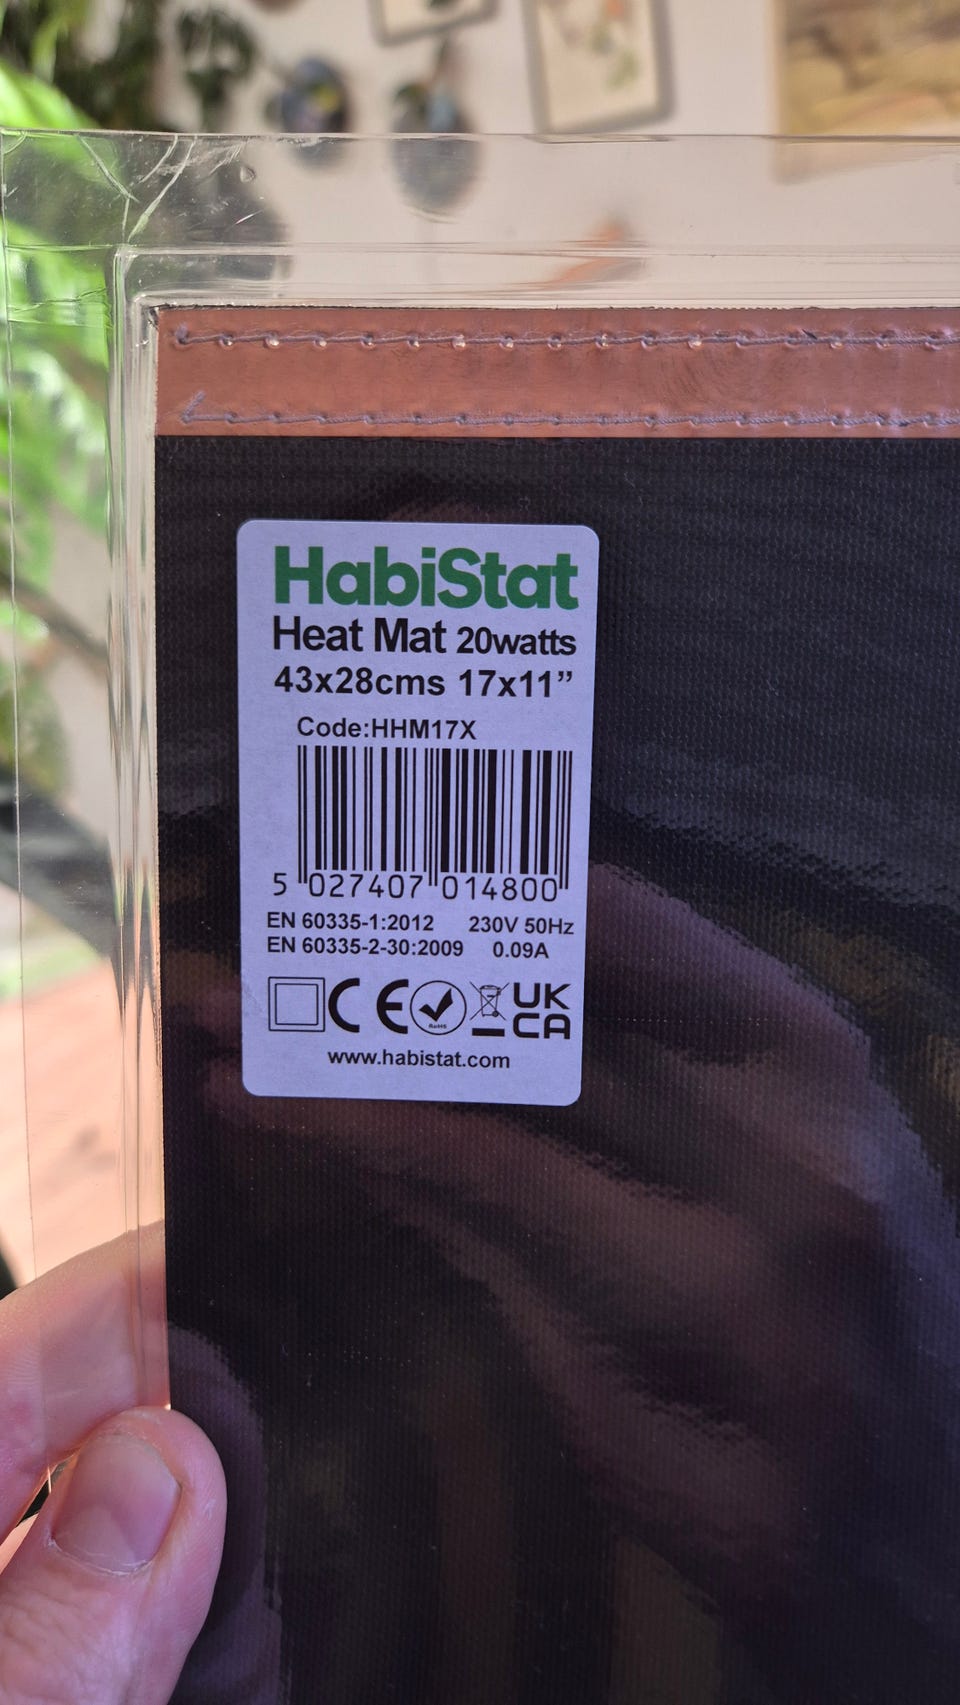 HabiStat
Heat Mat 20watts
43x28cms 17x11”
Code:HHM17X
5 027407 014800
EN 60335-1:2012 230V 50Hz
EN 60335-2-30:2009 0.09A
CE RoHS UK
CA
www.habistat.com